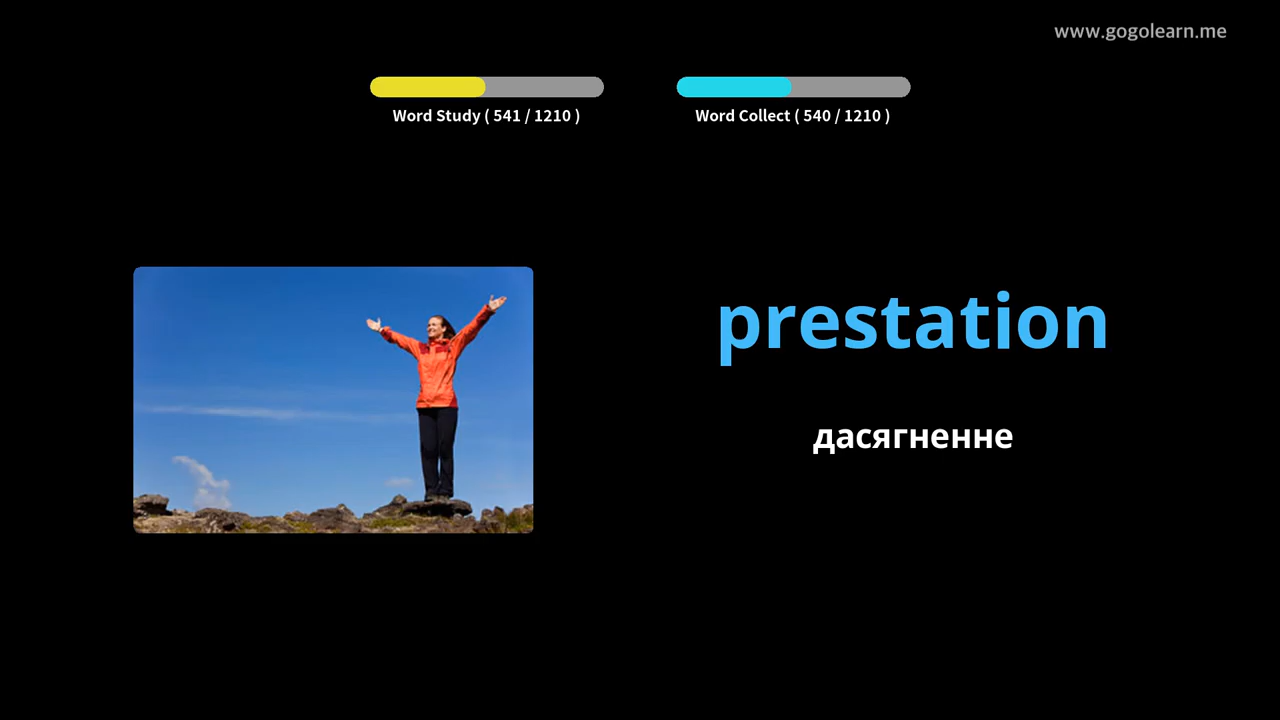 www.gogolearn.me
Word Study ( 541 / 1210 )
Word Collect ( 540 / 1210 )
prestation
дасягненне